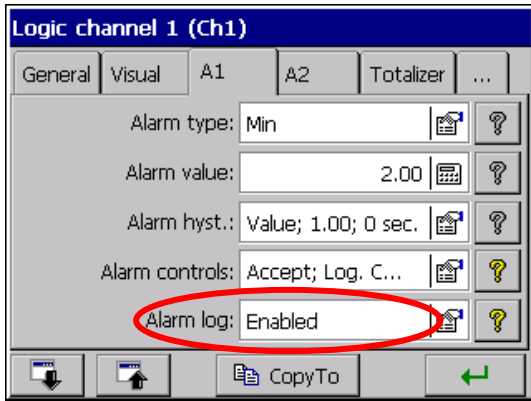 Logic channel 1 (Ch1)
General Visual A1 A2 Totalizer ...
Alarm type: Min ?
Alarm value: 2.00 ?
Alarm hyst.: Value; 1.00; 0 sec. ?
Alarm controls: Accept; Log. C... ?
Alarm log: Enabled ?
CopyTo